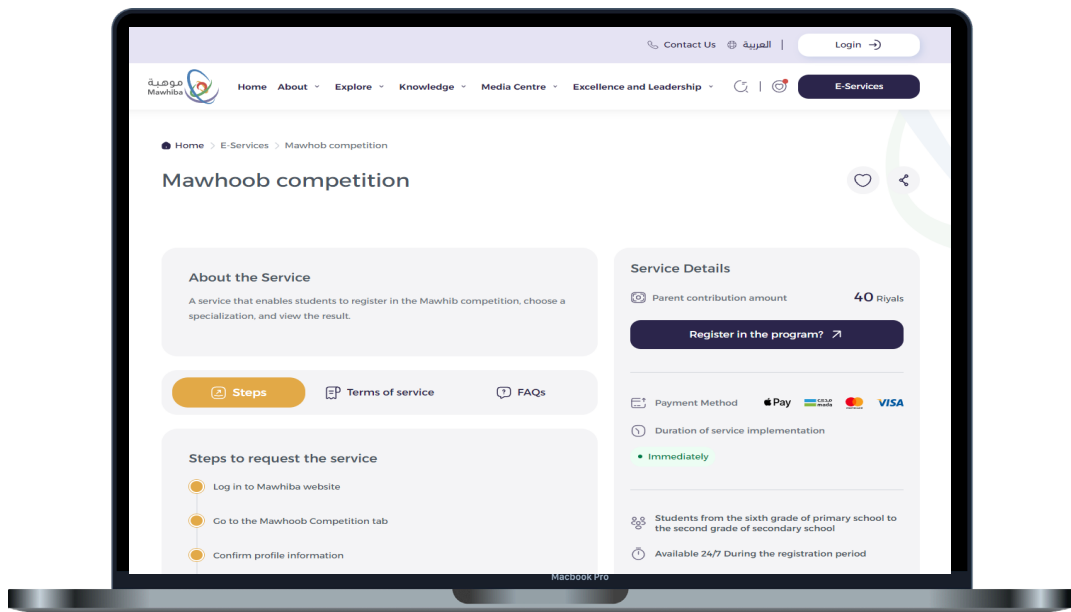 Contact Us العربية | Login
موهبة
Mawhiba
Home About Explore Knowledge Media Centre Excellence and Leadership | E-Services
Home > E-Services > Mawhob competition
Mawhoob competition
About the Service
A service that enables students to register in the Mawhib competition, choose a
specialization, and view the result.
Steps Terms of service FAQs
Steps to request the service
Log in to Mawhiba website
Go to the Mawhoob Competition tab
Confirm profile information
Service Details
Parent contribution amount 40 Riyals
Register in the program?
Payment Method Pay مدى mada VISA
Duration of service implementation
Immediately
Students from the sixth grade of primary school to
the second grade of secondary school
Available 24/7 During the registration period
Macbook Pro